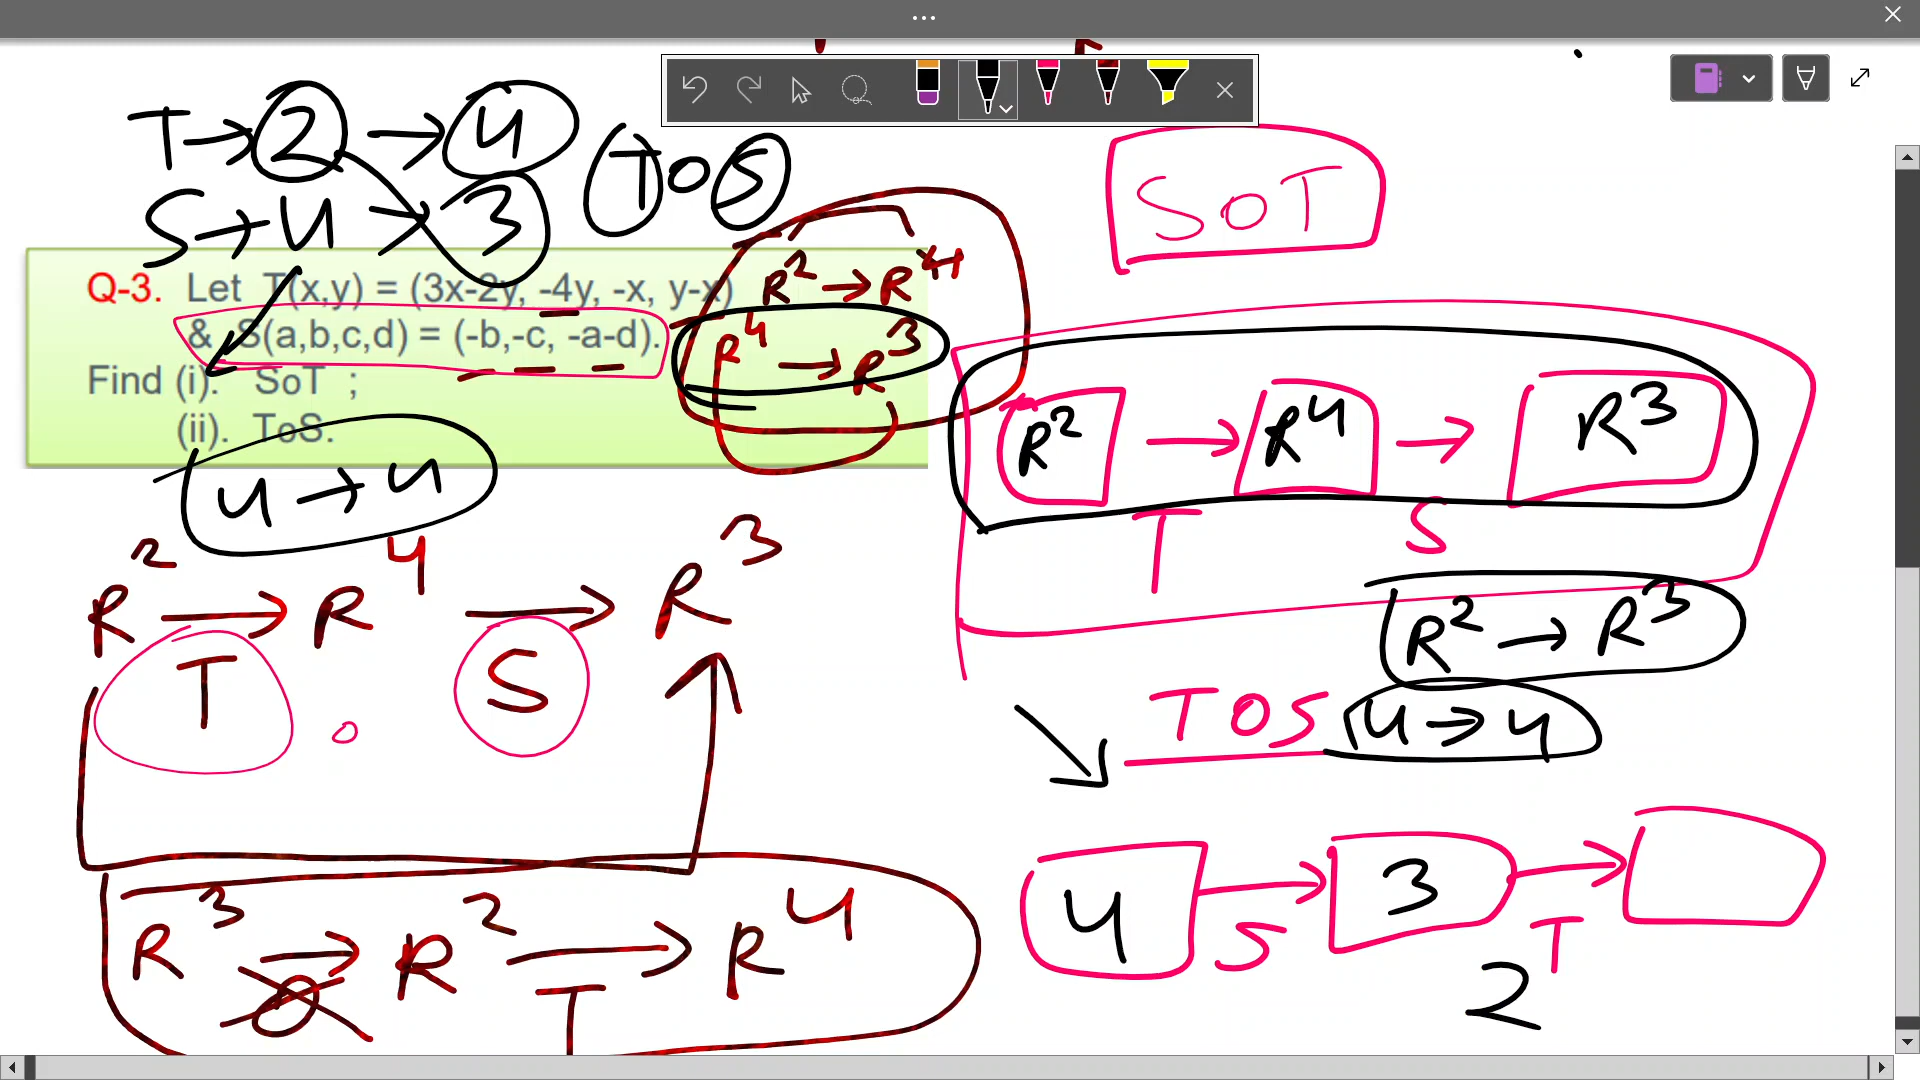 T→2→4
S→4→3
ToS
SoT
Q-3. Let T(x,y) = (3x-2y, -4y, -x, y-x)
& S(a,b,c,d) = (-b,-c, -a-d).
Find (i). SoT ;
(ii). ToS.
R² → R⁴
R⁴ → R³
4→4
R² → R⁴ → R³
T S
R² → R³
R² → R⁴ → R³
T o S
TOS 4→4
4 → 3 →
S T
2
R³ → R² → R⁴
T